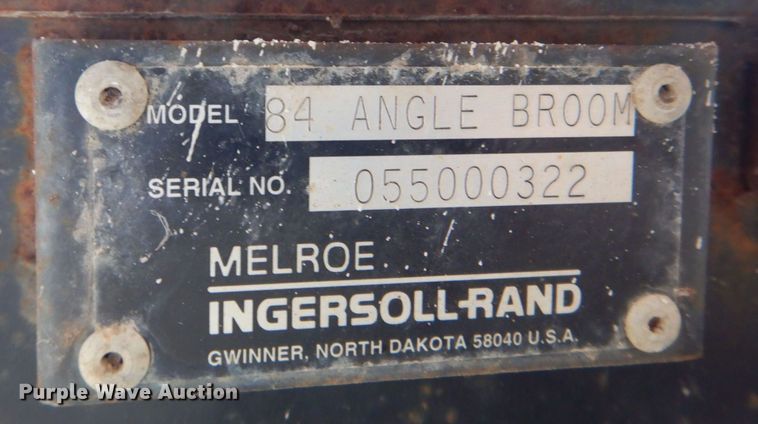 MODEL 84 ANGLE BROOM
SERIAL NO. 055000322
MELROE
INGERSOLL-RAND
GWINNER, NORTH DAKOTA 58040 U.S.A.
Purple Wave Auction